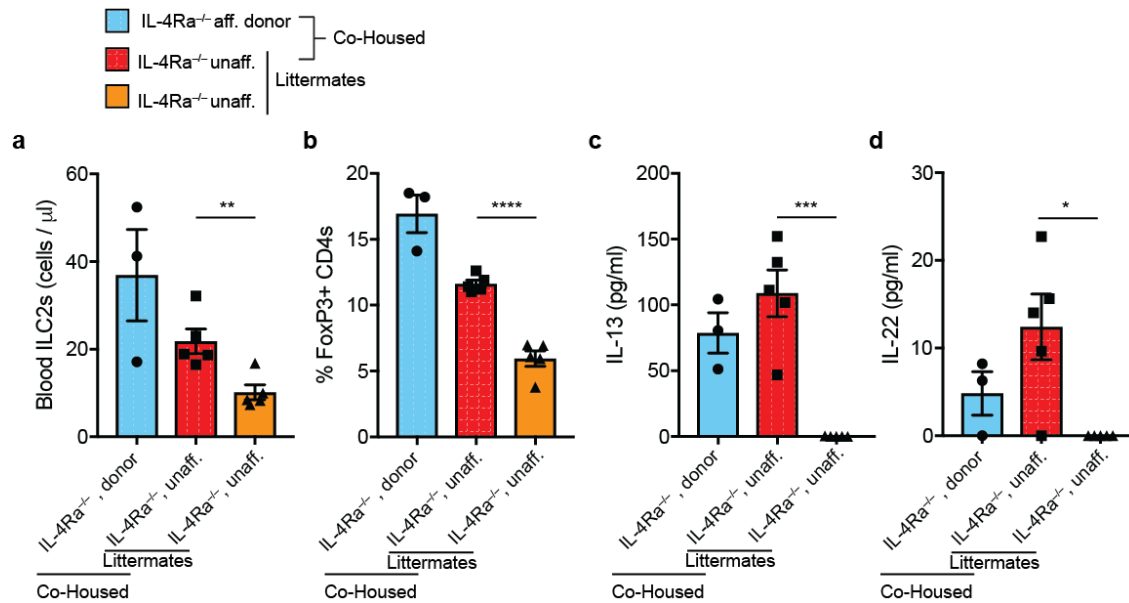 IL-4Ra–/– aff. donor
Co-Housed
IL-4Ra–/– unaff.
Littermates
IL-4Ra–/– unaff.
a
Blood ILC2s (cells / µl)
60
40
20
0
**
IL-4Ra–/–, donor
IL-4Ra–/–, unaff.
IL-4Ra–/–, unaff.
Littermates
Co-Housed
b
% FoxP3+ CD4s
20
15
10
5
0
****
IL-4Ra–/–, donor
IL-4Ra–/–, unaff.
IL-4Ra–/–, unaff.
Littermates
Co-Housed
c
IL-13 (pg/ml)
200
150
100
50
0
***
IL-4Ra–/–, donor
IL-4Ra–/–, unaff.
IL-4Ra–/–, unaff.
Littermates
Co-Housed
d
IL-22 (pg/ml)
30
20
10
0
*
IL-4Ra–/–, donor
IL-4Ra–/–, unaff.
IL-4Ra–/–, unaff.
Littermates
Co-Housed